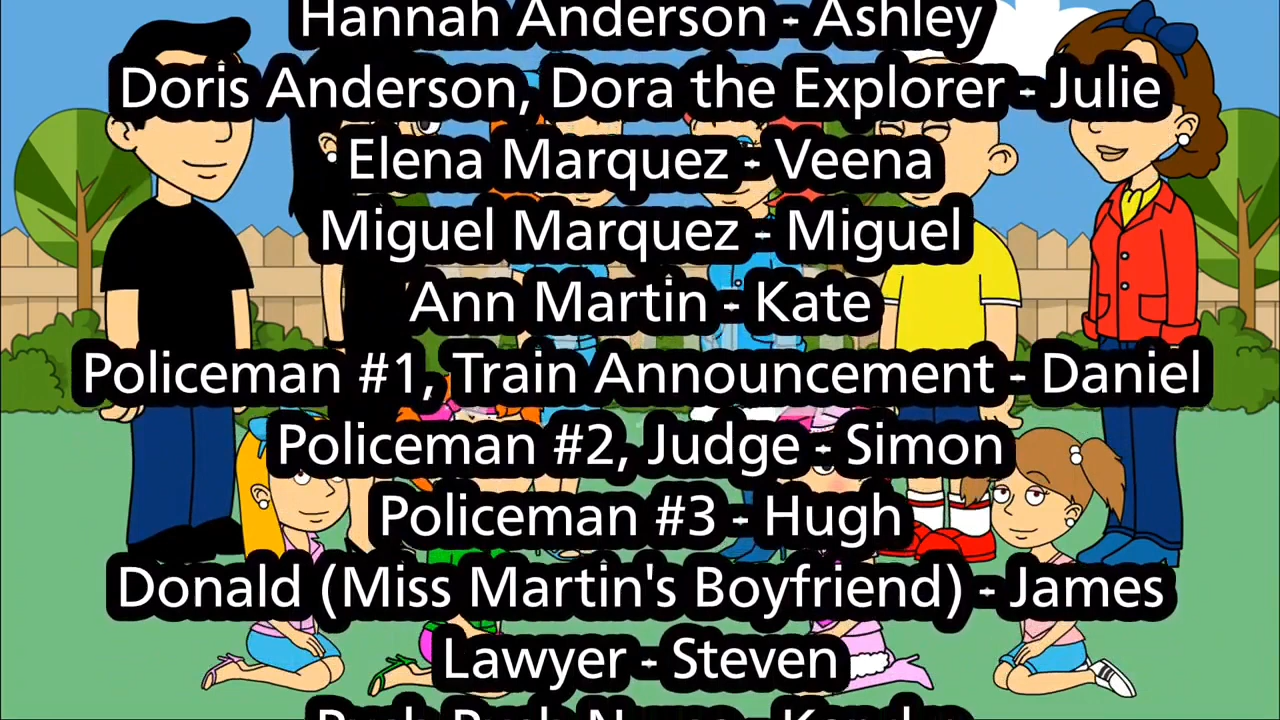 Hannah Anderson - Ashley
Doris Anderson, Dora the Explorer - Julie
Elena Marquez - Veena
Miguel Marquez - Miguel
Ann Martin - Kate
Policeman #1, Train Announcement - Daniel
Policeman #2, Judge - Simon
Policeman #3 - Hugh
Donald (Miss Martin's Boyfriend) - James
Lawyer - Steven